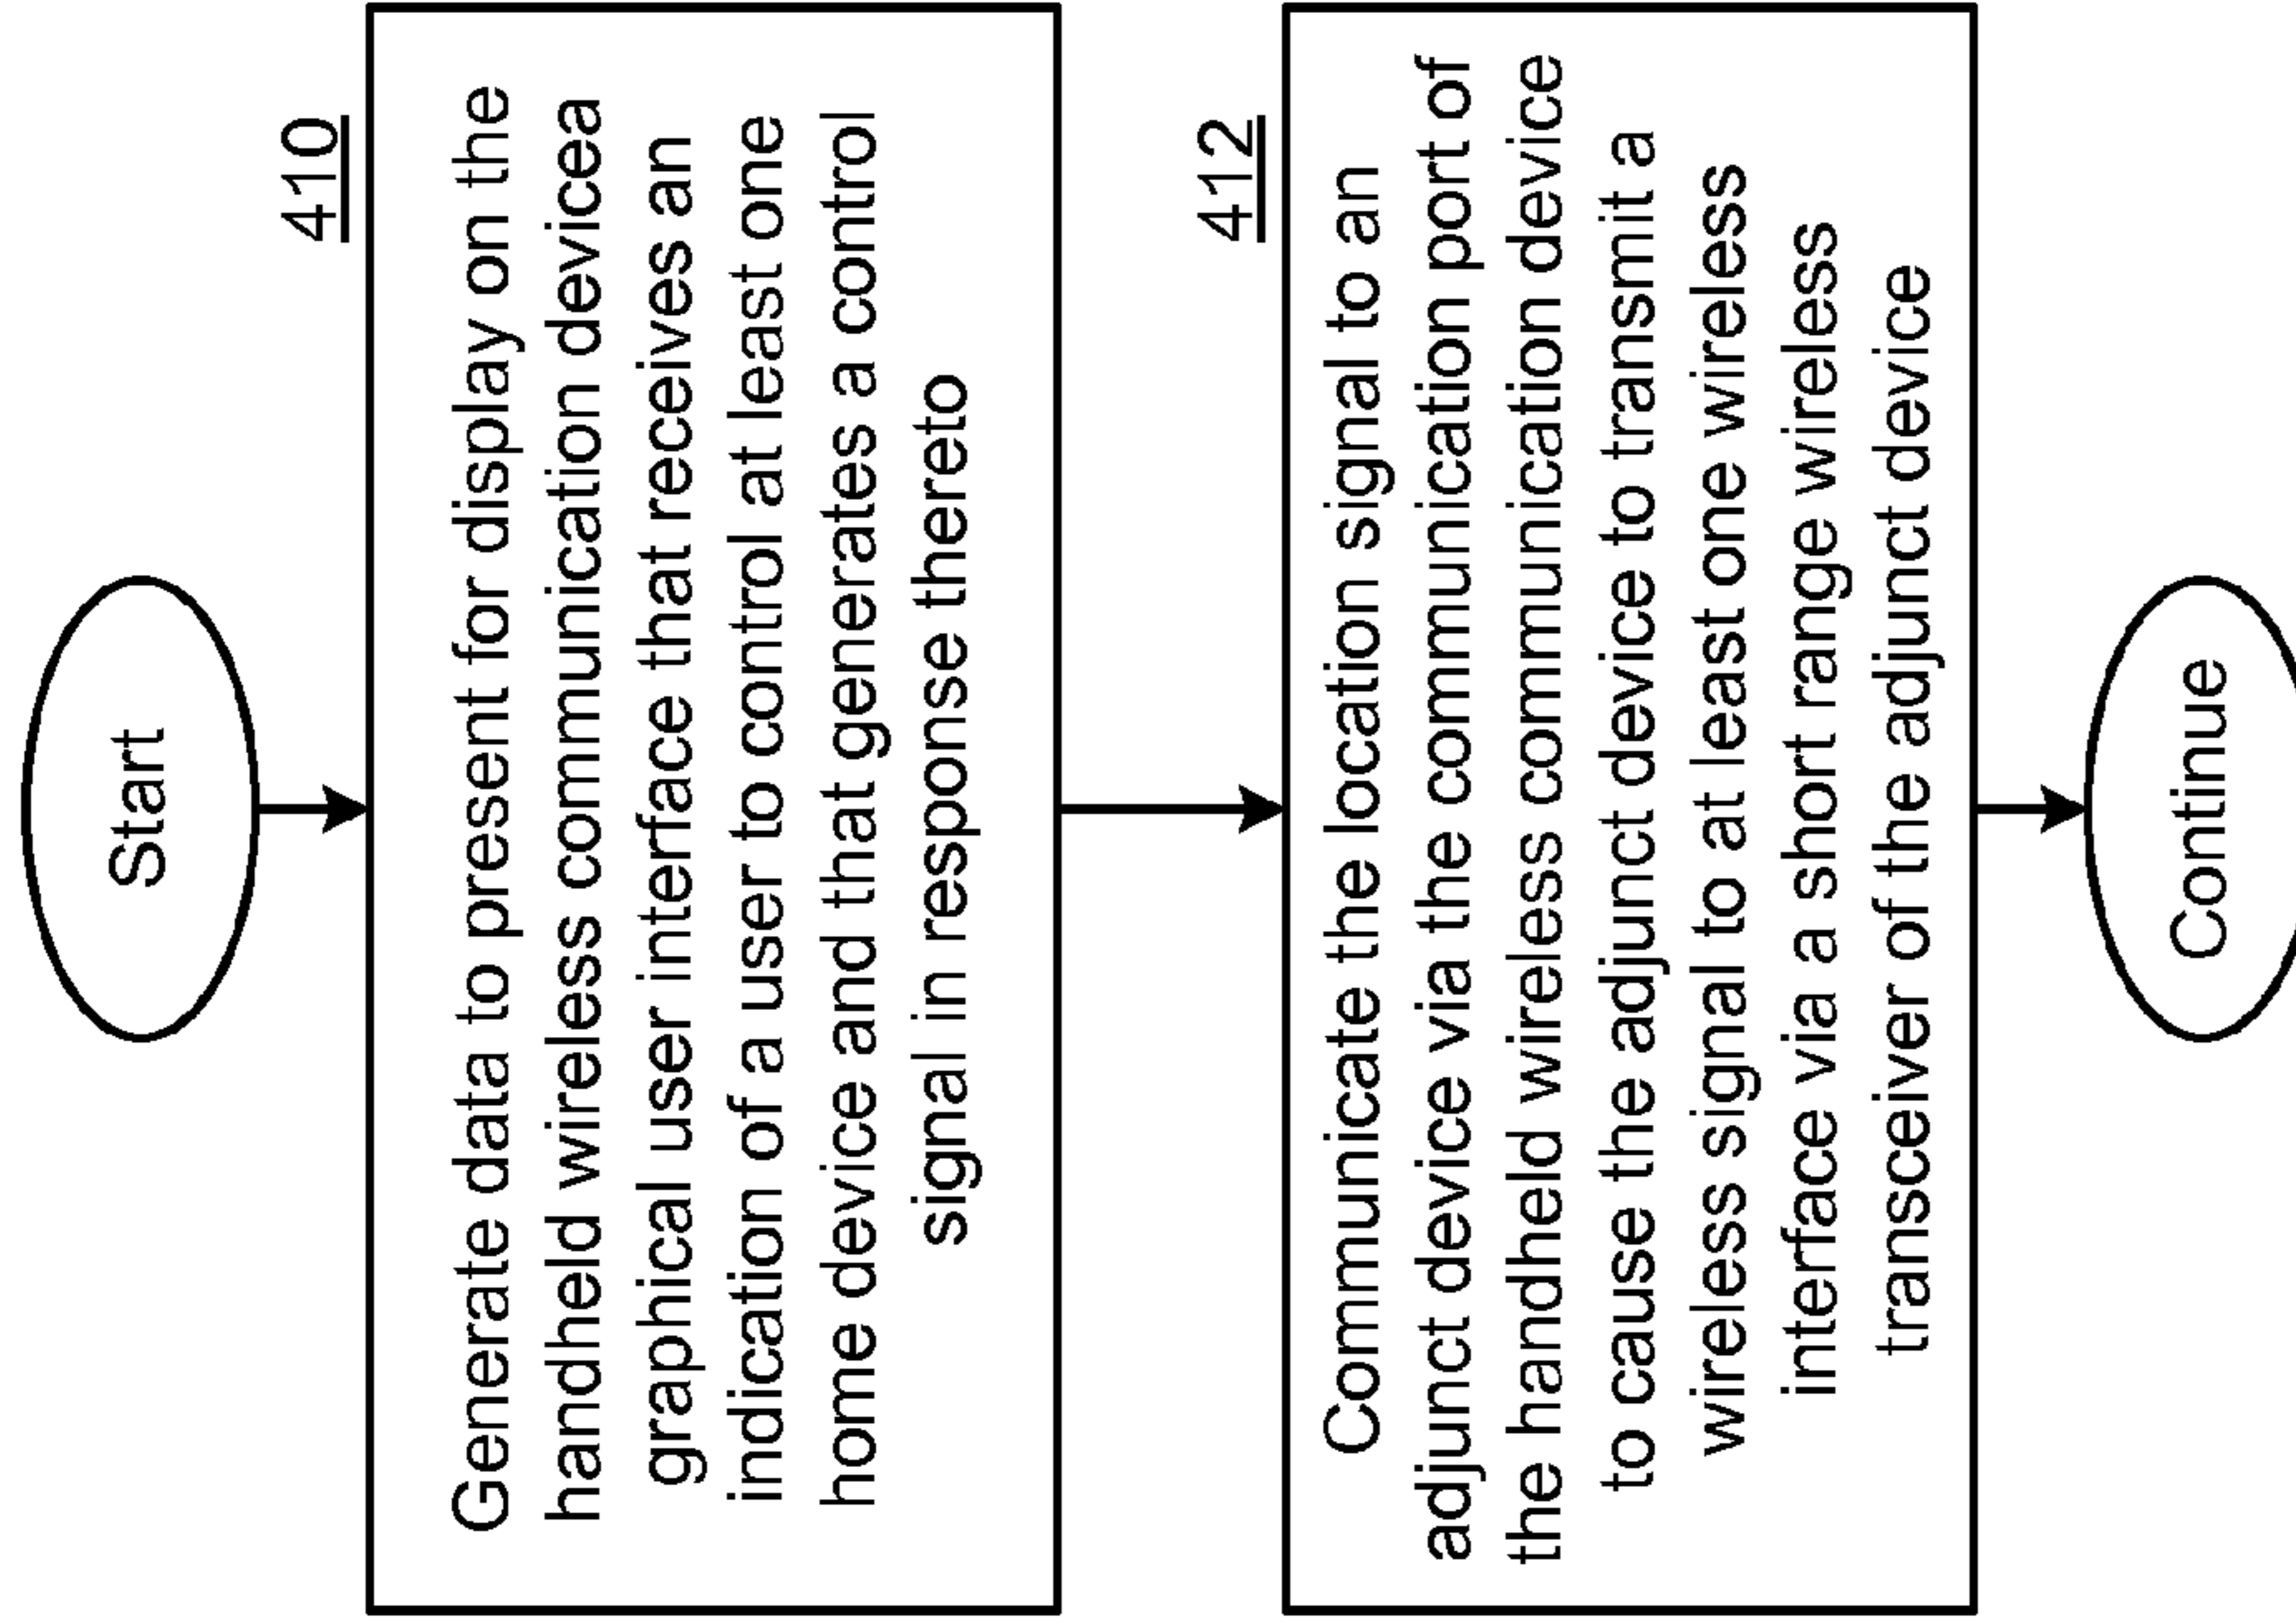 Start
410
Generate data to present for display on the
handheld wireless communication devicea
graphical user interface that receives an
indication of a user to control at least one
home device and that generates a control
signal in response thereto
412
Communicate the location signal to an
adjunct device via the communication port of
the handheld wireless communication device
to cause the adjunct device to transmit a
wireless signal to at least one wireless
interface via a short range wireless
transceiver of the adjunct device
Continue